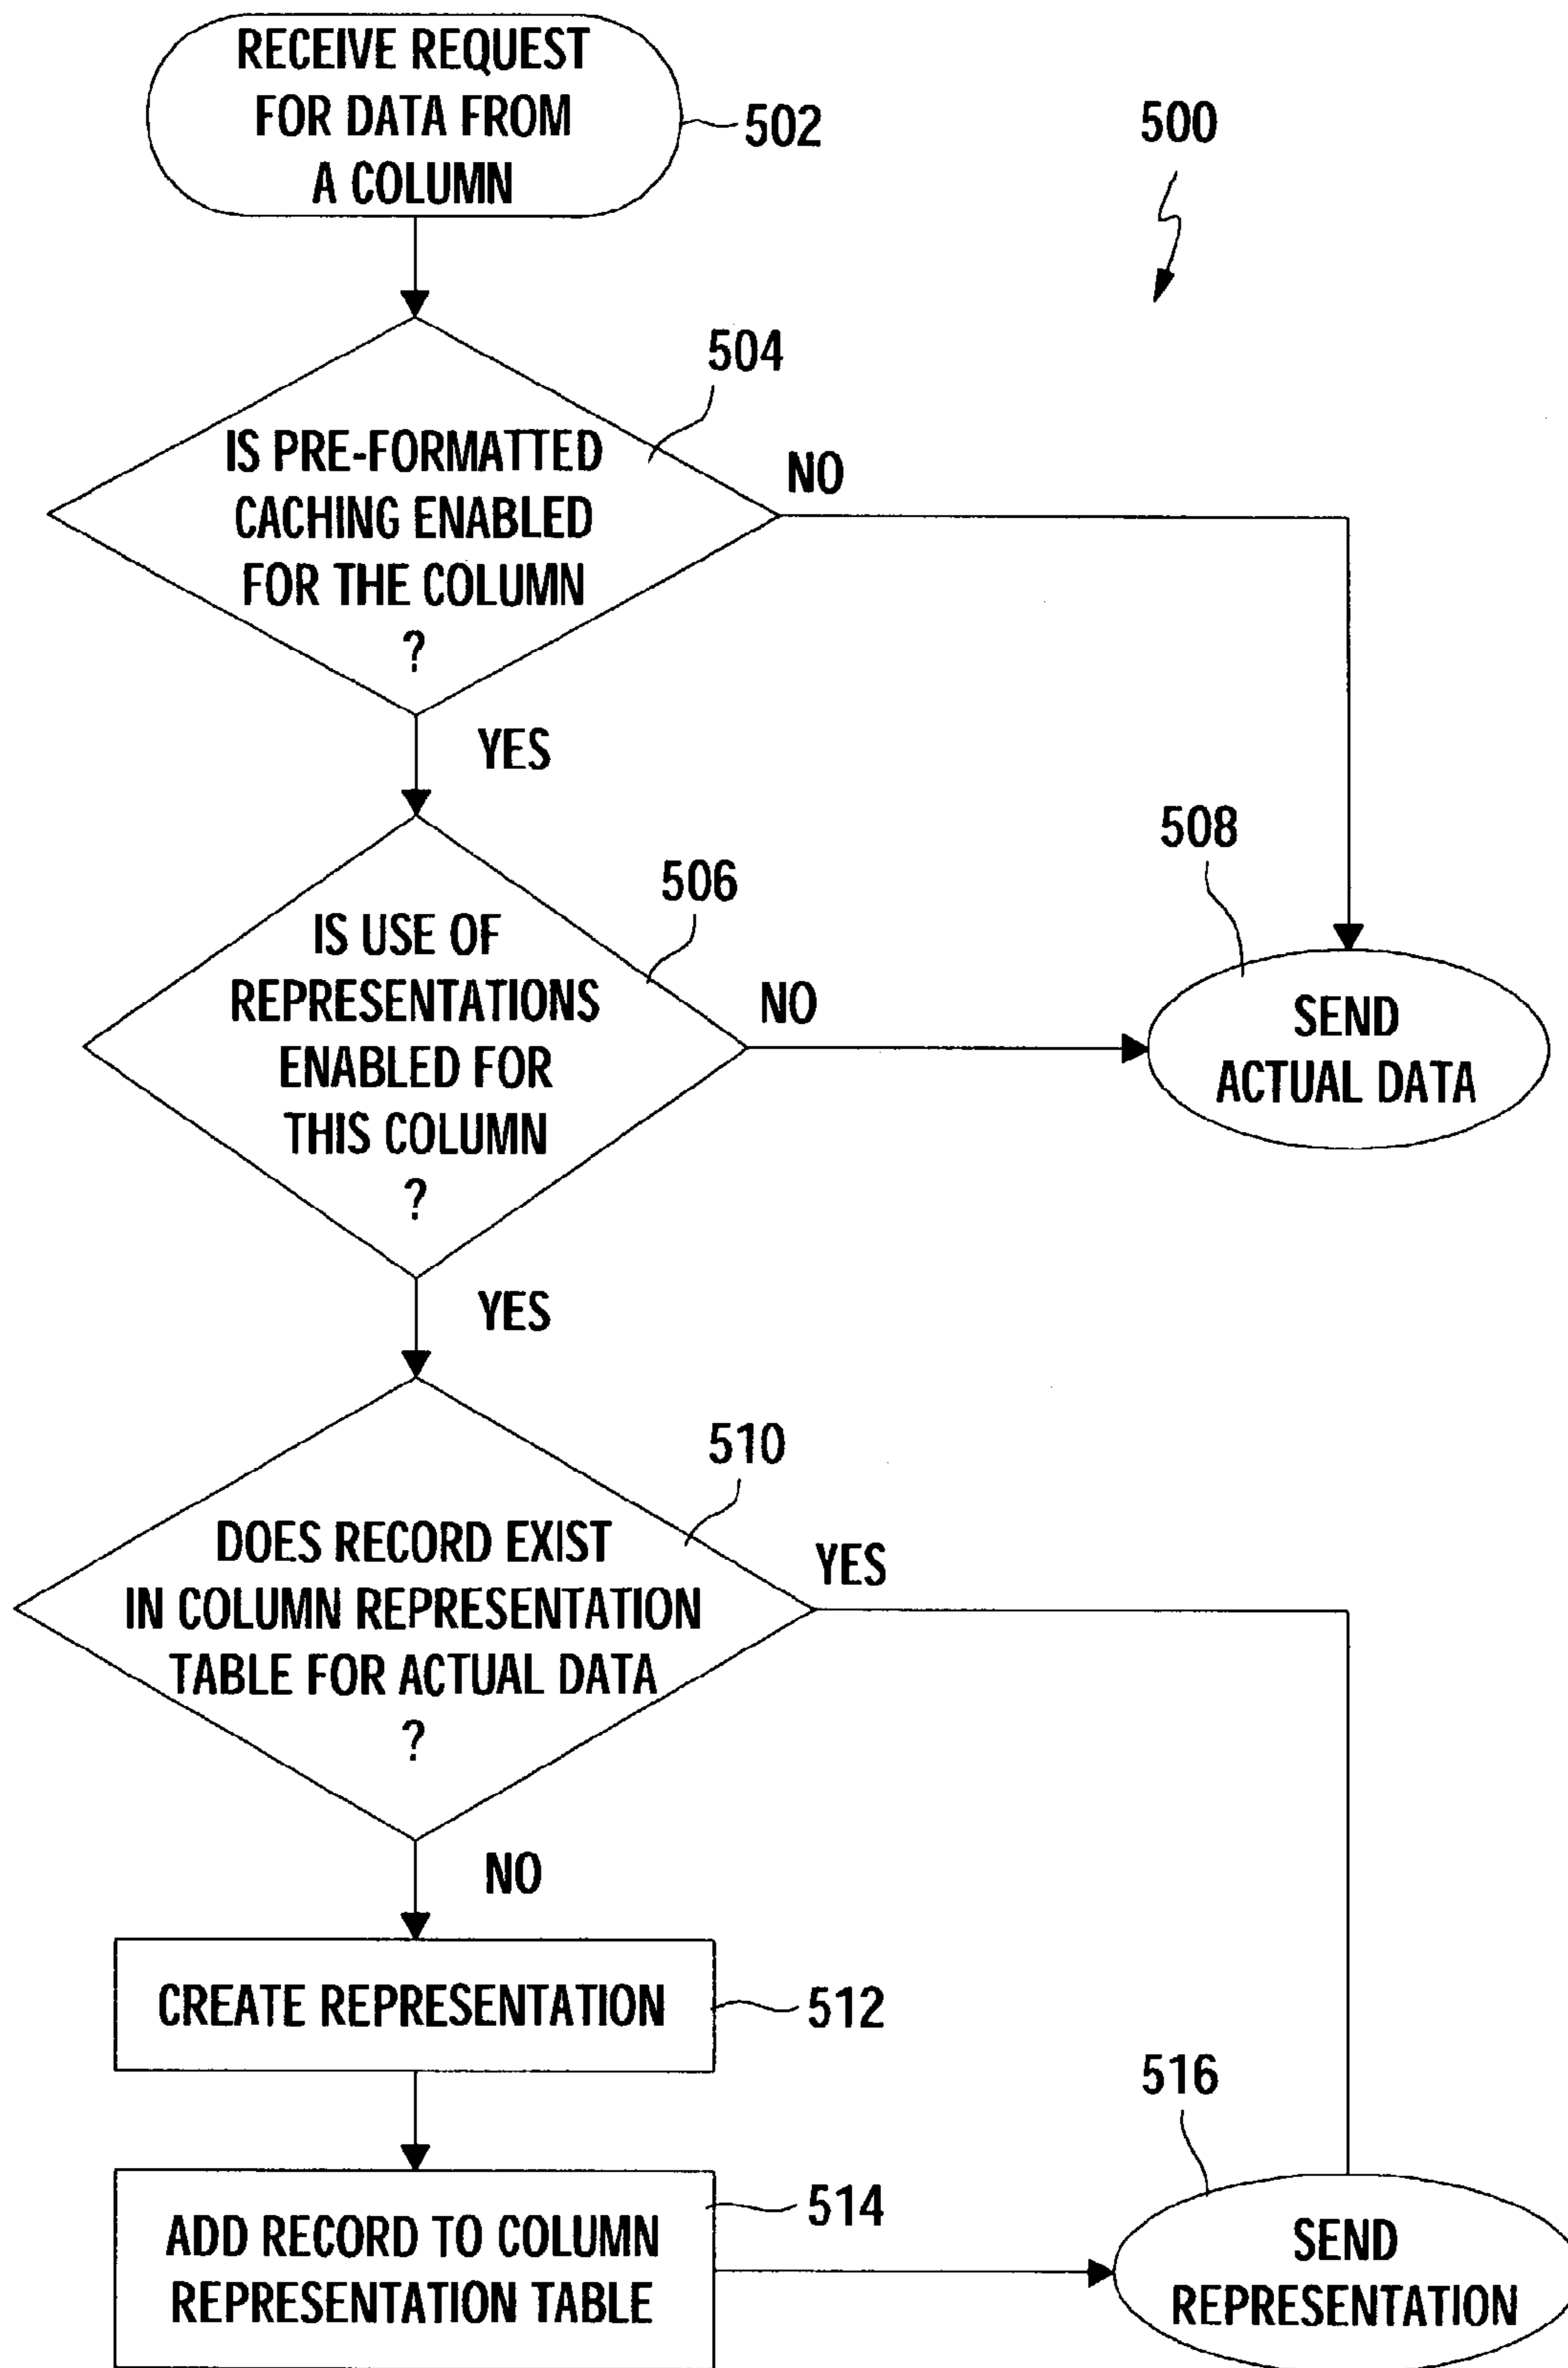 RECEIVE REQUEST
FOR DATA FROM
A COLUMN
502
500
504
IS PRE-FORMATTED
CACHING ENABLED
FOR THE COLUMN
?
NO
YES
506
IS USE OF
REPRESENTATIONS
ENABLED FOR
THIS COLUMN
?
NO
508
SEND
ACTUAL DATA
YES
510
DOES RECORD EXIST
IN COLUMN REPRESENTATION
TABLE FOR ACTUAL DATA
?
YES
NO
CREATE REPRESENTATION
512
ADD RECORD TO COLUMN
REPRESENTATION TABLE
514
516
SEND
REPRESENTATION